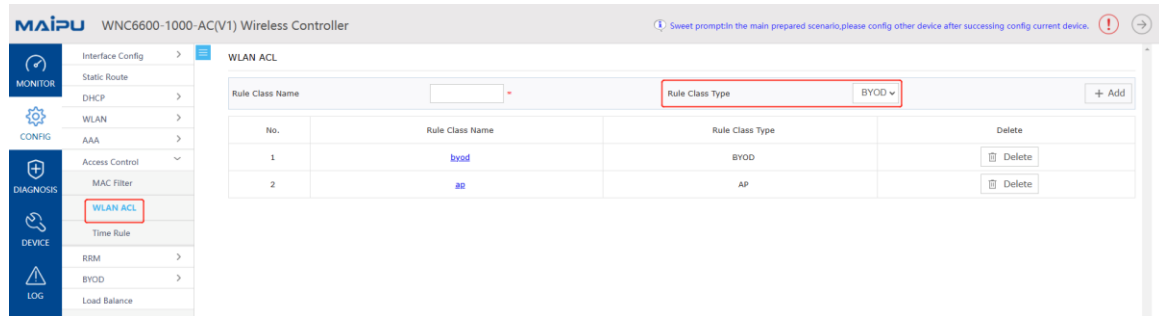 MAIPU WNC6600-1000-AC(V1) Wireless Controller
Sweet prompt:In the main prepared scenario,please config other device after successing config current device.
MONITOR
CONFIG
DIAGNOSIS
DEVICE
LOG
Interface Config
Static Route
DHCP
WLAN
AAA
Access Control
MAC Filter
WLAN ACL
Time Rule
RRM
BYOD
Load Balance
WLAN ACL
Rule Class Name * Rule Class Type BYOD + Add
No. Rule Class Name Rule Class Type Delete
1 byod BYOD Delete
2 ap AP Delete